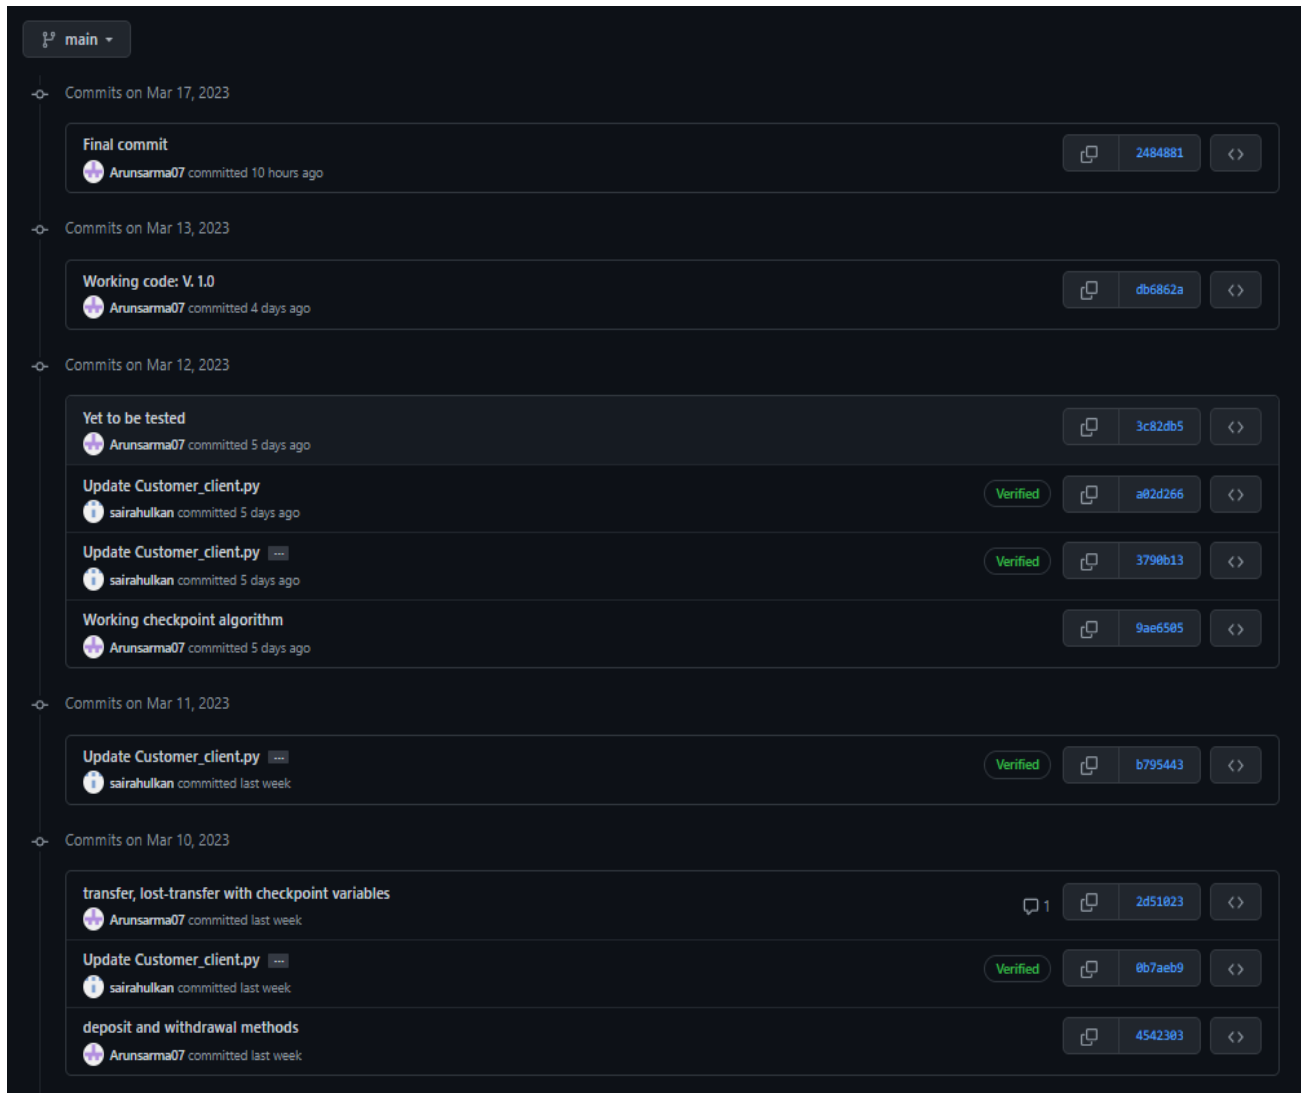 main
Commits on Mar 17, 2023
Final commit
2484881
Arunsarma07 committed 10 hours ago
Commits on Mar 13, 2023
Working code: V. 1.0
db6862a
Arunsarma07 committed 4 days ago
Commits on Mar 12, 2023
Yet to be tested
3c82db5
Arunsarma07 committed 5 days ago
Update Customer_client.py
Verified a02d266
sairahulkan committed 5 days ago
Update Customer_client.py ...
Verified 3790b13
sairahulkan committed 5 days ago
Working checkpoint algorithm
9ae6505
Arunsarma07 committed 5 days ago
Commits on Mar 11, 2023
Update Customer_client.py ...
Verified b795443
sairahulkan committed last week
Commits on Mar 10, 2023
transfer, lost-transfer with checkpoint variables
1 2d51023
Arunsarma07 committed last week
Update Customer_client.py ...
Verified 0b7aeb9
sairahulkan committed last week
deposit and withdrawal methods
4542303
Arunsarma07 committed last week